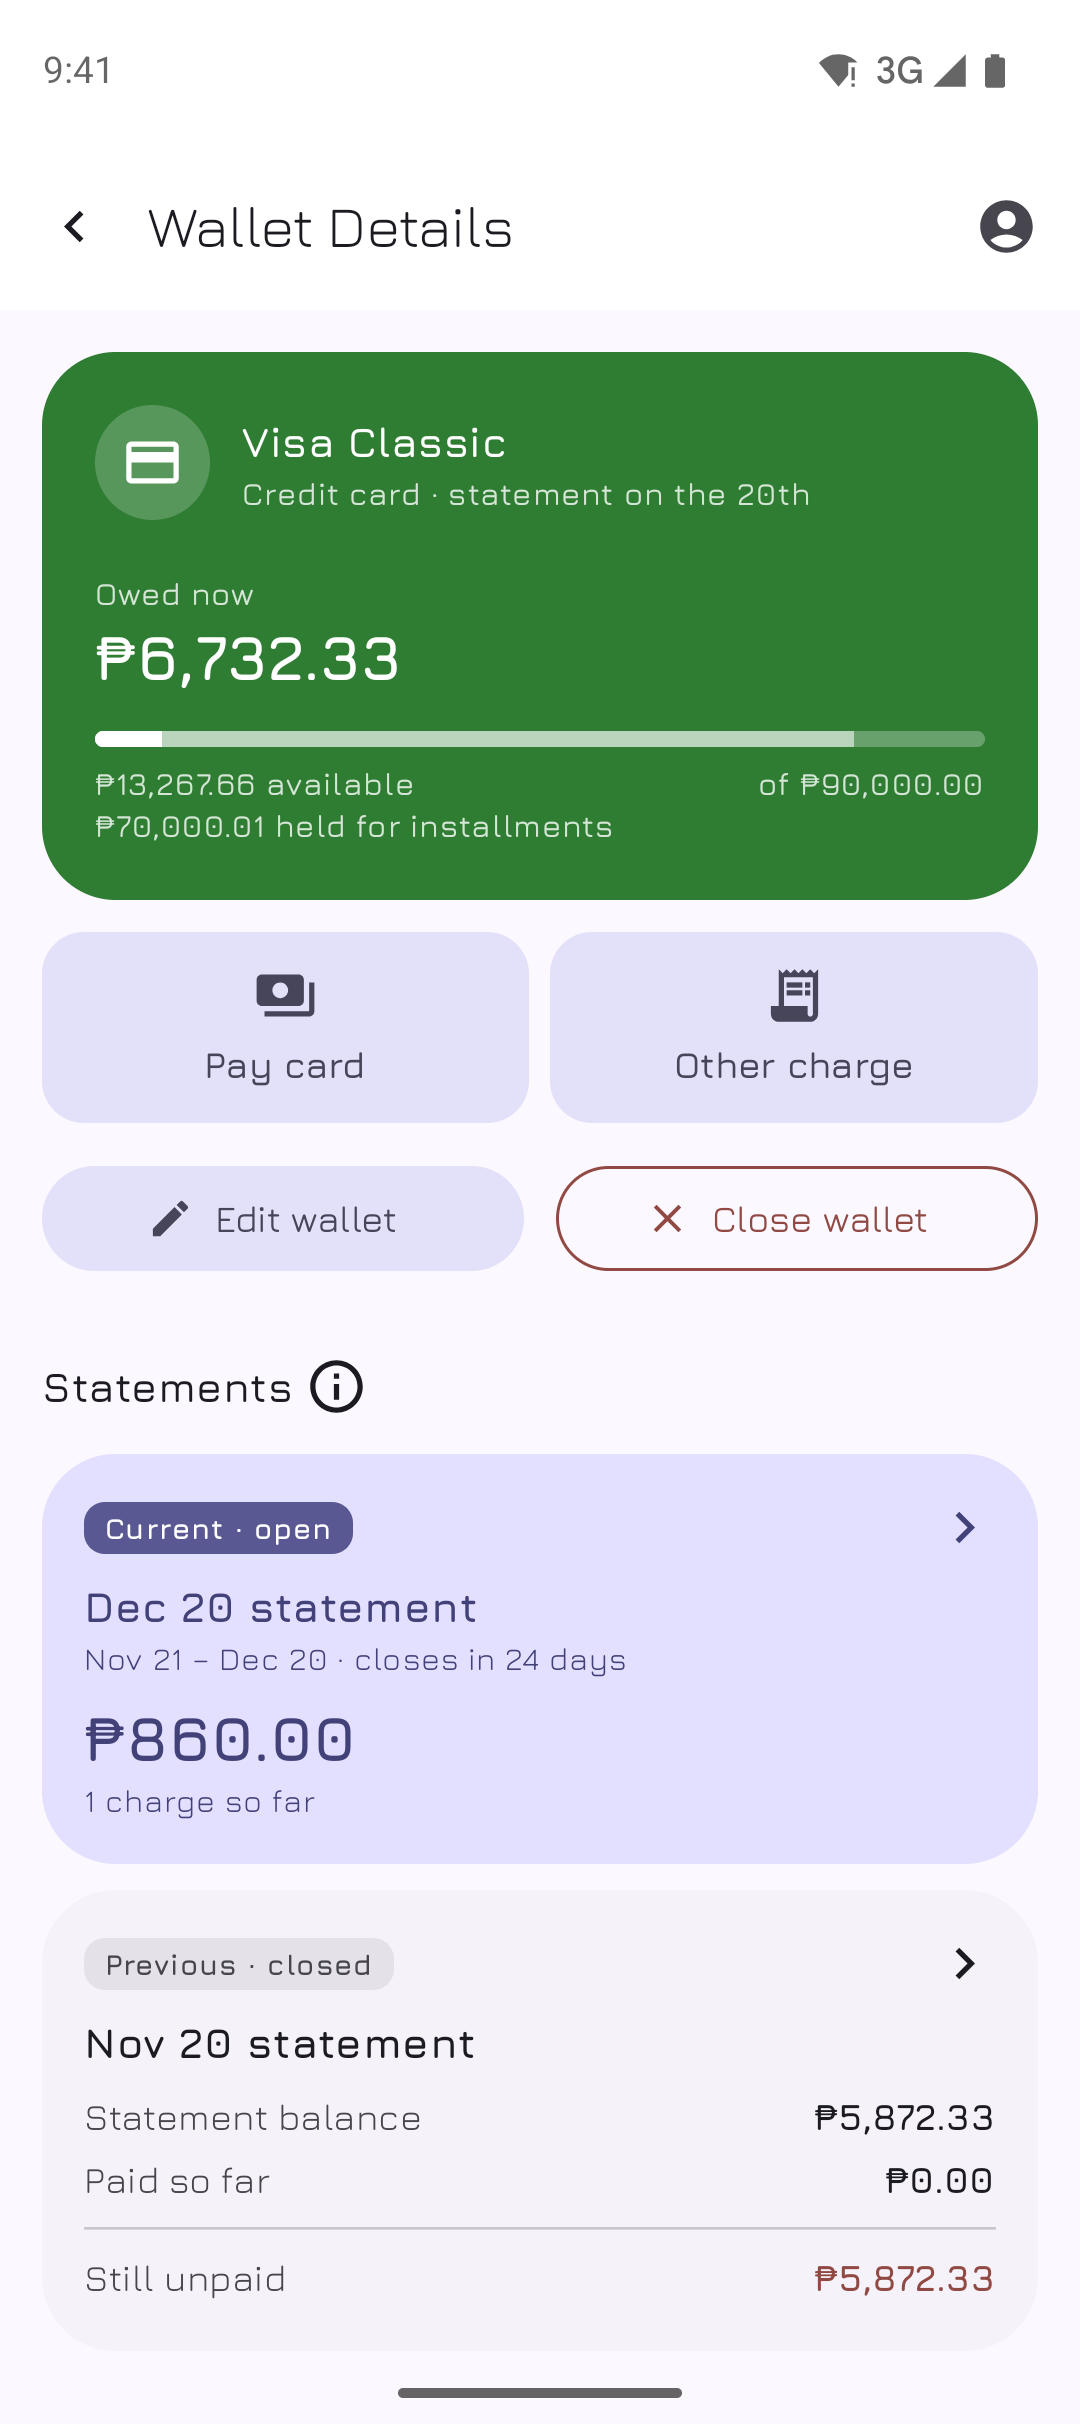 9:41
3G
Wallet Details
Visa Classic
Credit card · statement on the 20th
Owed now
₱6,732.33
₱13,267.66 available
of ₱90,000.00
₱70,000.01 held for installments
Pay card
Other charge
Edit wallet
Close wallet
Statements
Current · open
Dec 20 statement
Nov 21 – Dec 20 · closes in 24 days
₱860.00
1 charge so far
Previous · closed
Nov 20 statement
Statement balance ₱5,872.33
Paid so far ₱0.00
Still unpaid ₱5,872.33